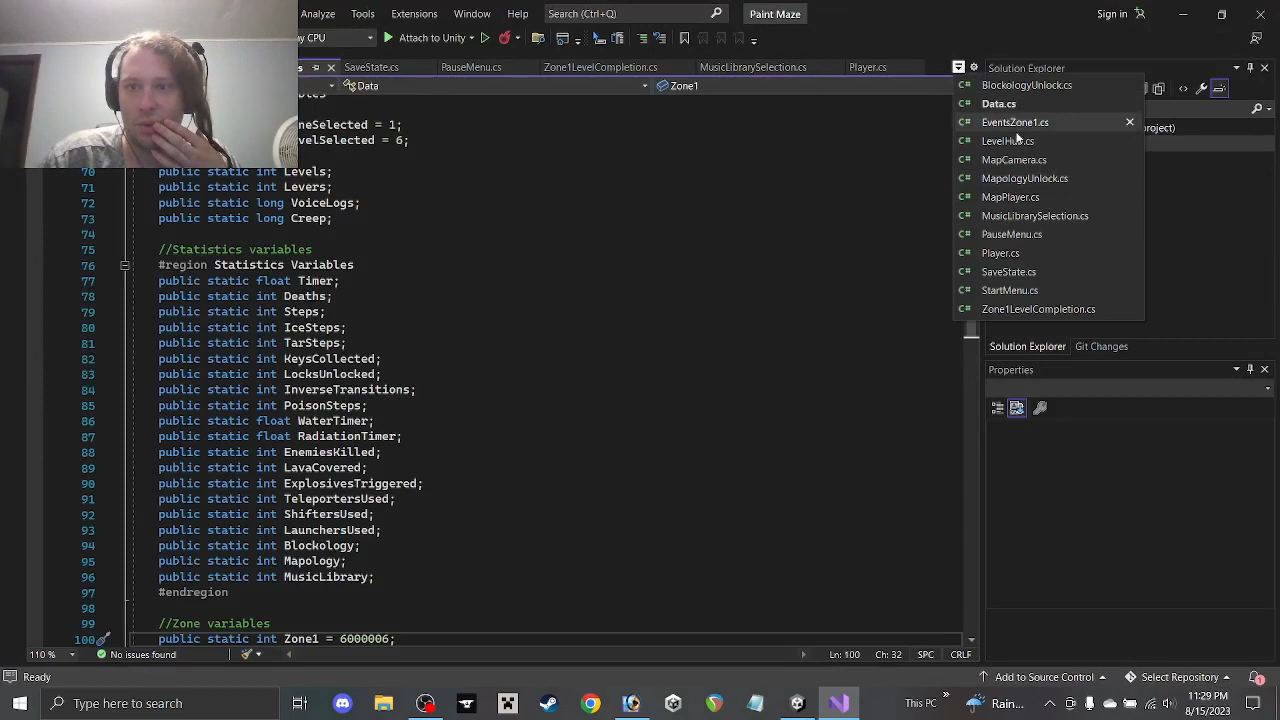 Analysis Tools Extensions Window Help Search (Ctrl+Q) Paint Maze Sign in
CPU Attach to Unity
SaveState.cs PauseMenu.cs Zone1LevelCompletion.cs MusicLibrarySelection.cs Player.cs
Data Zone1
Solution Explorer
BlockologyUnlock.cs
Data.cs
EventsZone1.cs
MapCamera.cs
MapologyUnlock.cs
MapPlayer.cs
MusicLibrarySelection.cs
PauseMenu.cs
Player.cs
SaveState.cs
StartMenu.cs
Zone1LevelCompletion.cs
Selected = 1;
Selected = 6;
70 public static int Levels;
71 public static int Levers;
72 public static long VoiceLogs;
73 public static long Creep;
74
75 //Statistics variables
76 #region Statistics Variables
77 public static float Timer;
78 public static int Deaths;
79 public static int Steps;
80 public static int IceSteps;
81 public static int TarSteps;
82 public static int KeysCollected;
83 public static int LocksUnlocked;
84 public static int InverseTransitions;
85 public static int PoisonSteps;
86 public static float WaterTimer;
87 public static float RadiationTimer;
88 public static int EnemiesKilled;
89 public static int LavaCovered;
90 public static int ExplosivesTriggered;
91 public static int TeleportersUsed;
92 public static int ShiftersUsed;
93 public static int LaunchersUsed;
94 public static int Blockology;
95 public static int Mapology;
96 public static int MusicLibrary;
97 #endregion
98
99 //Zone variables
100 public static int Zone1 = 6000006;
Solution Explorer Git Changes
Properties
110 % No issues found Ln: 100 Ch: 32 SPC CRLF
Ready Add to Source Control Select Repository 1
Type here to search This PC Rain... 11:29 PM
8/15/2023